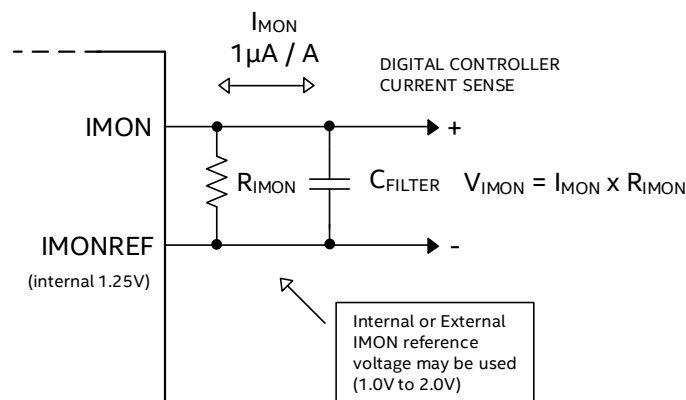 IMON
1µA / A
DIGITAL CONTROLLER
CURRENT SENSE
IMON
+
RIMON
CFILTER
VIMON = IMON x RIMON
IMONREF
-
(internal 1.25V)
Internal or External
IMON reference
voltage may be used
(1.0V to 2.0V)